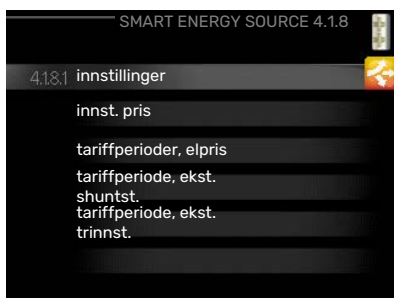 SMART ENERGY SOURCE 4.1.8
4.1.8.1 innstillinger
innst. pris
tariffperioder, elpris
tariffperiode, ekst.
shuntst.
tariffperiode, ekst.
trinnst.